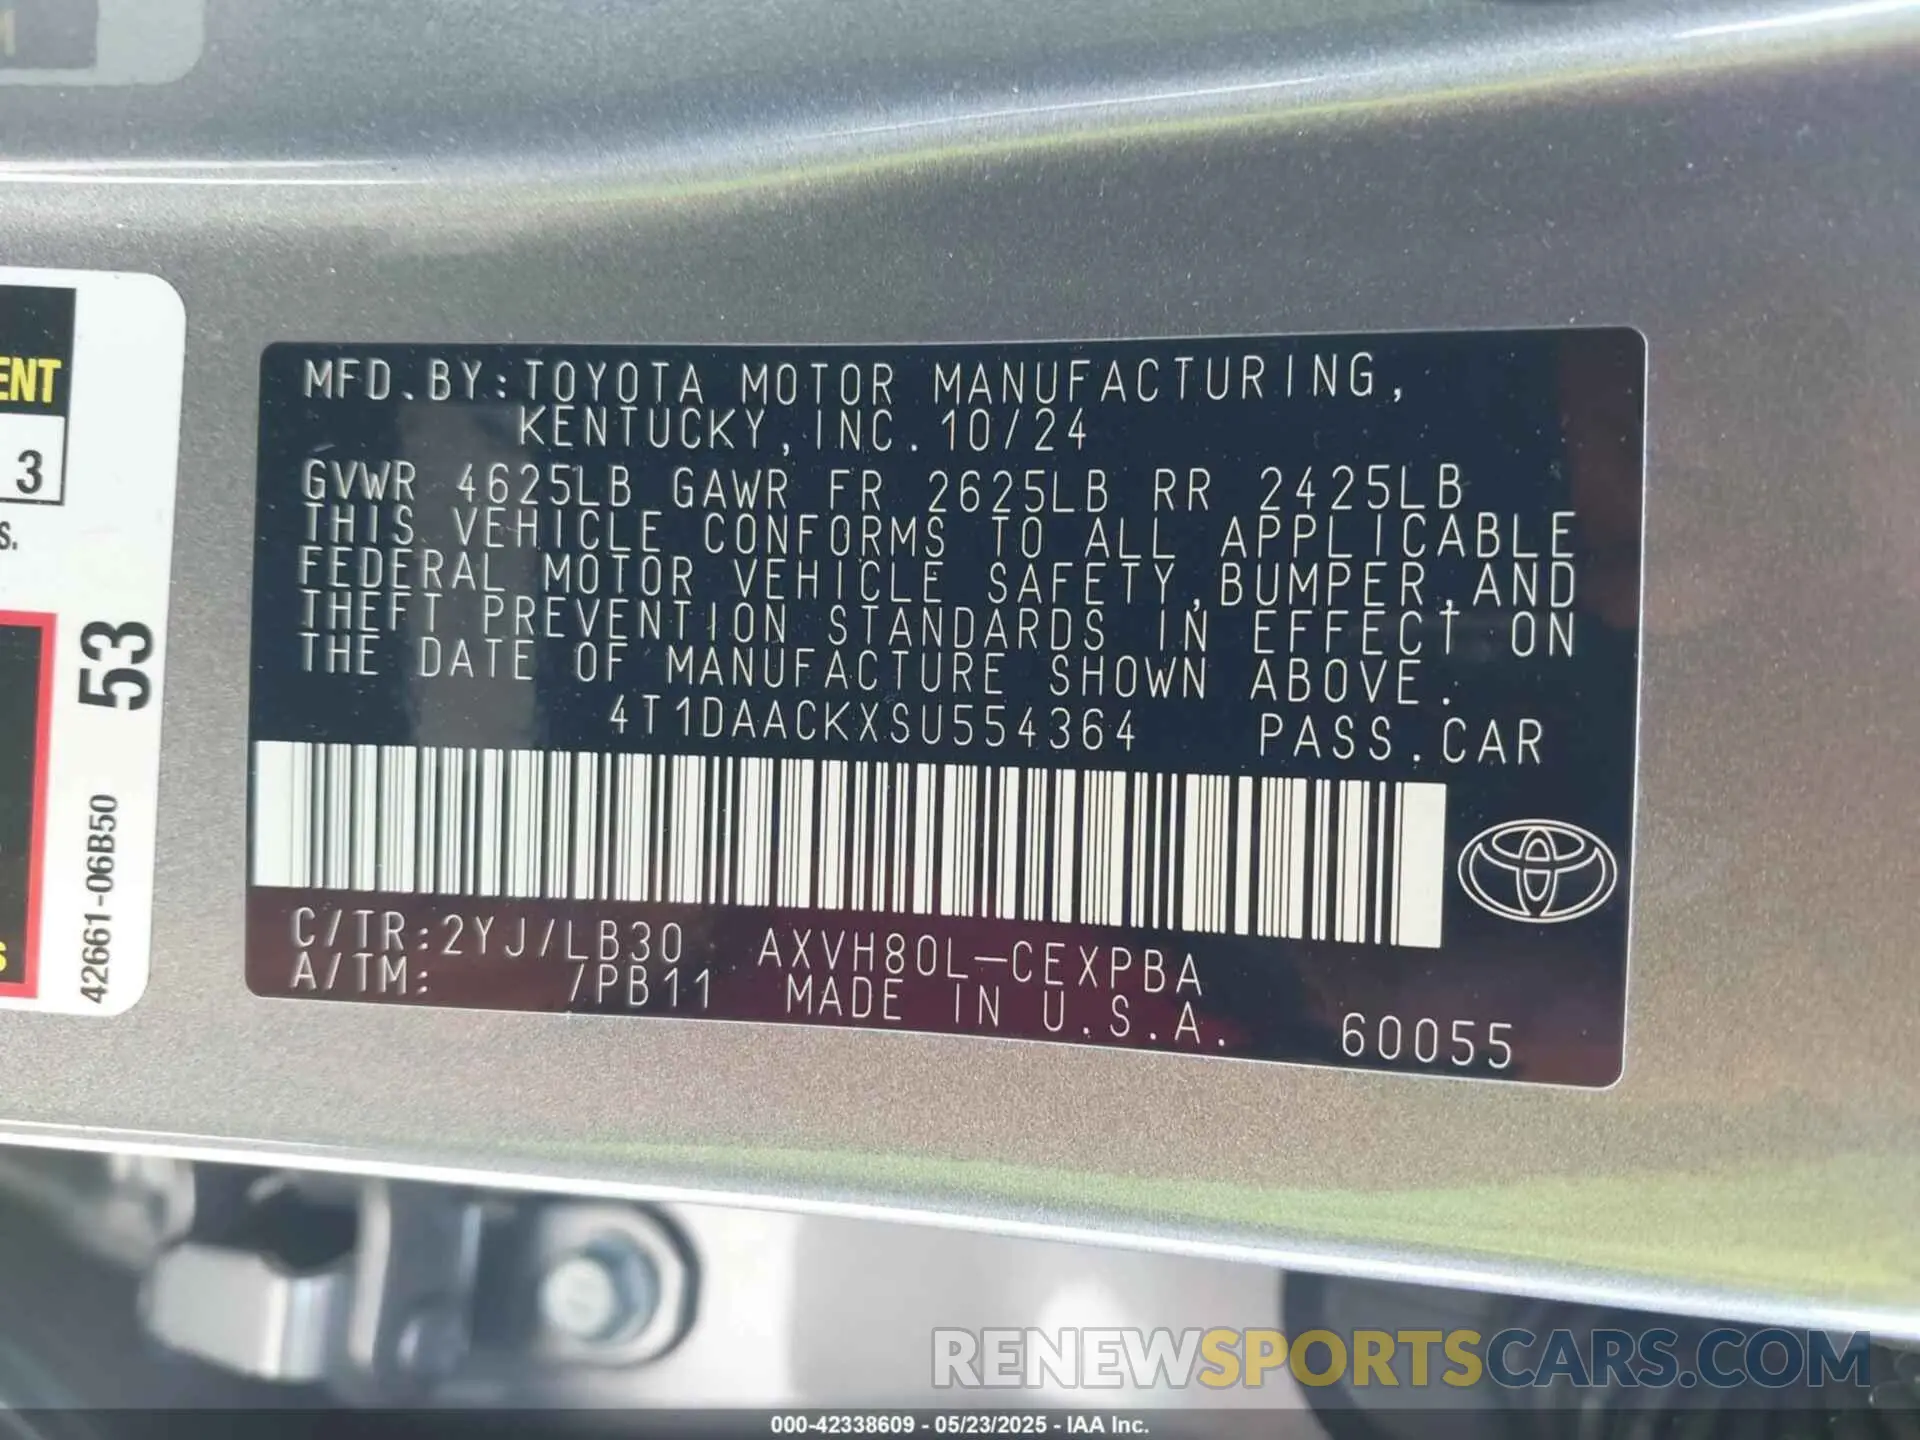 MFD.BY:TOYOTA MOTOR MANUFACTURING,
KENTUCKY,INC.10/24
GVWR 4625LB GAWR FR 2625LB RR 2425LB
THIS VEHICLE CONFORMS TO ALL APPLICABLE
FEDERAL MOTOR VEHICLE SAFETY,BUMPER,AND
THEFT PREVENTION STANDARDS IN EFFECT ON
THE DATE OF MANUFACTURE SHOWN ABOVE.
4T1DAACKXSU554364 PASS.CAR
C/TR:2YJ/LB30 AXVH80L-CEXPBA
A/TM: /PB11 MADE IN U.S.A.
60055
ENT
3
S.
53
42661-06B50
RENEWSPORTSCARS.COM
000-42338609 - 05/23/2025 - IAA Inc.